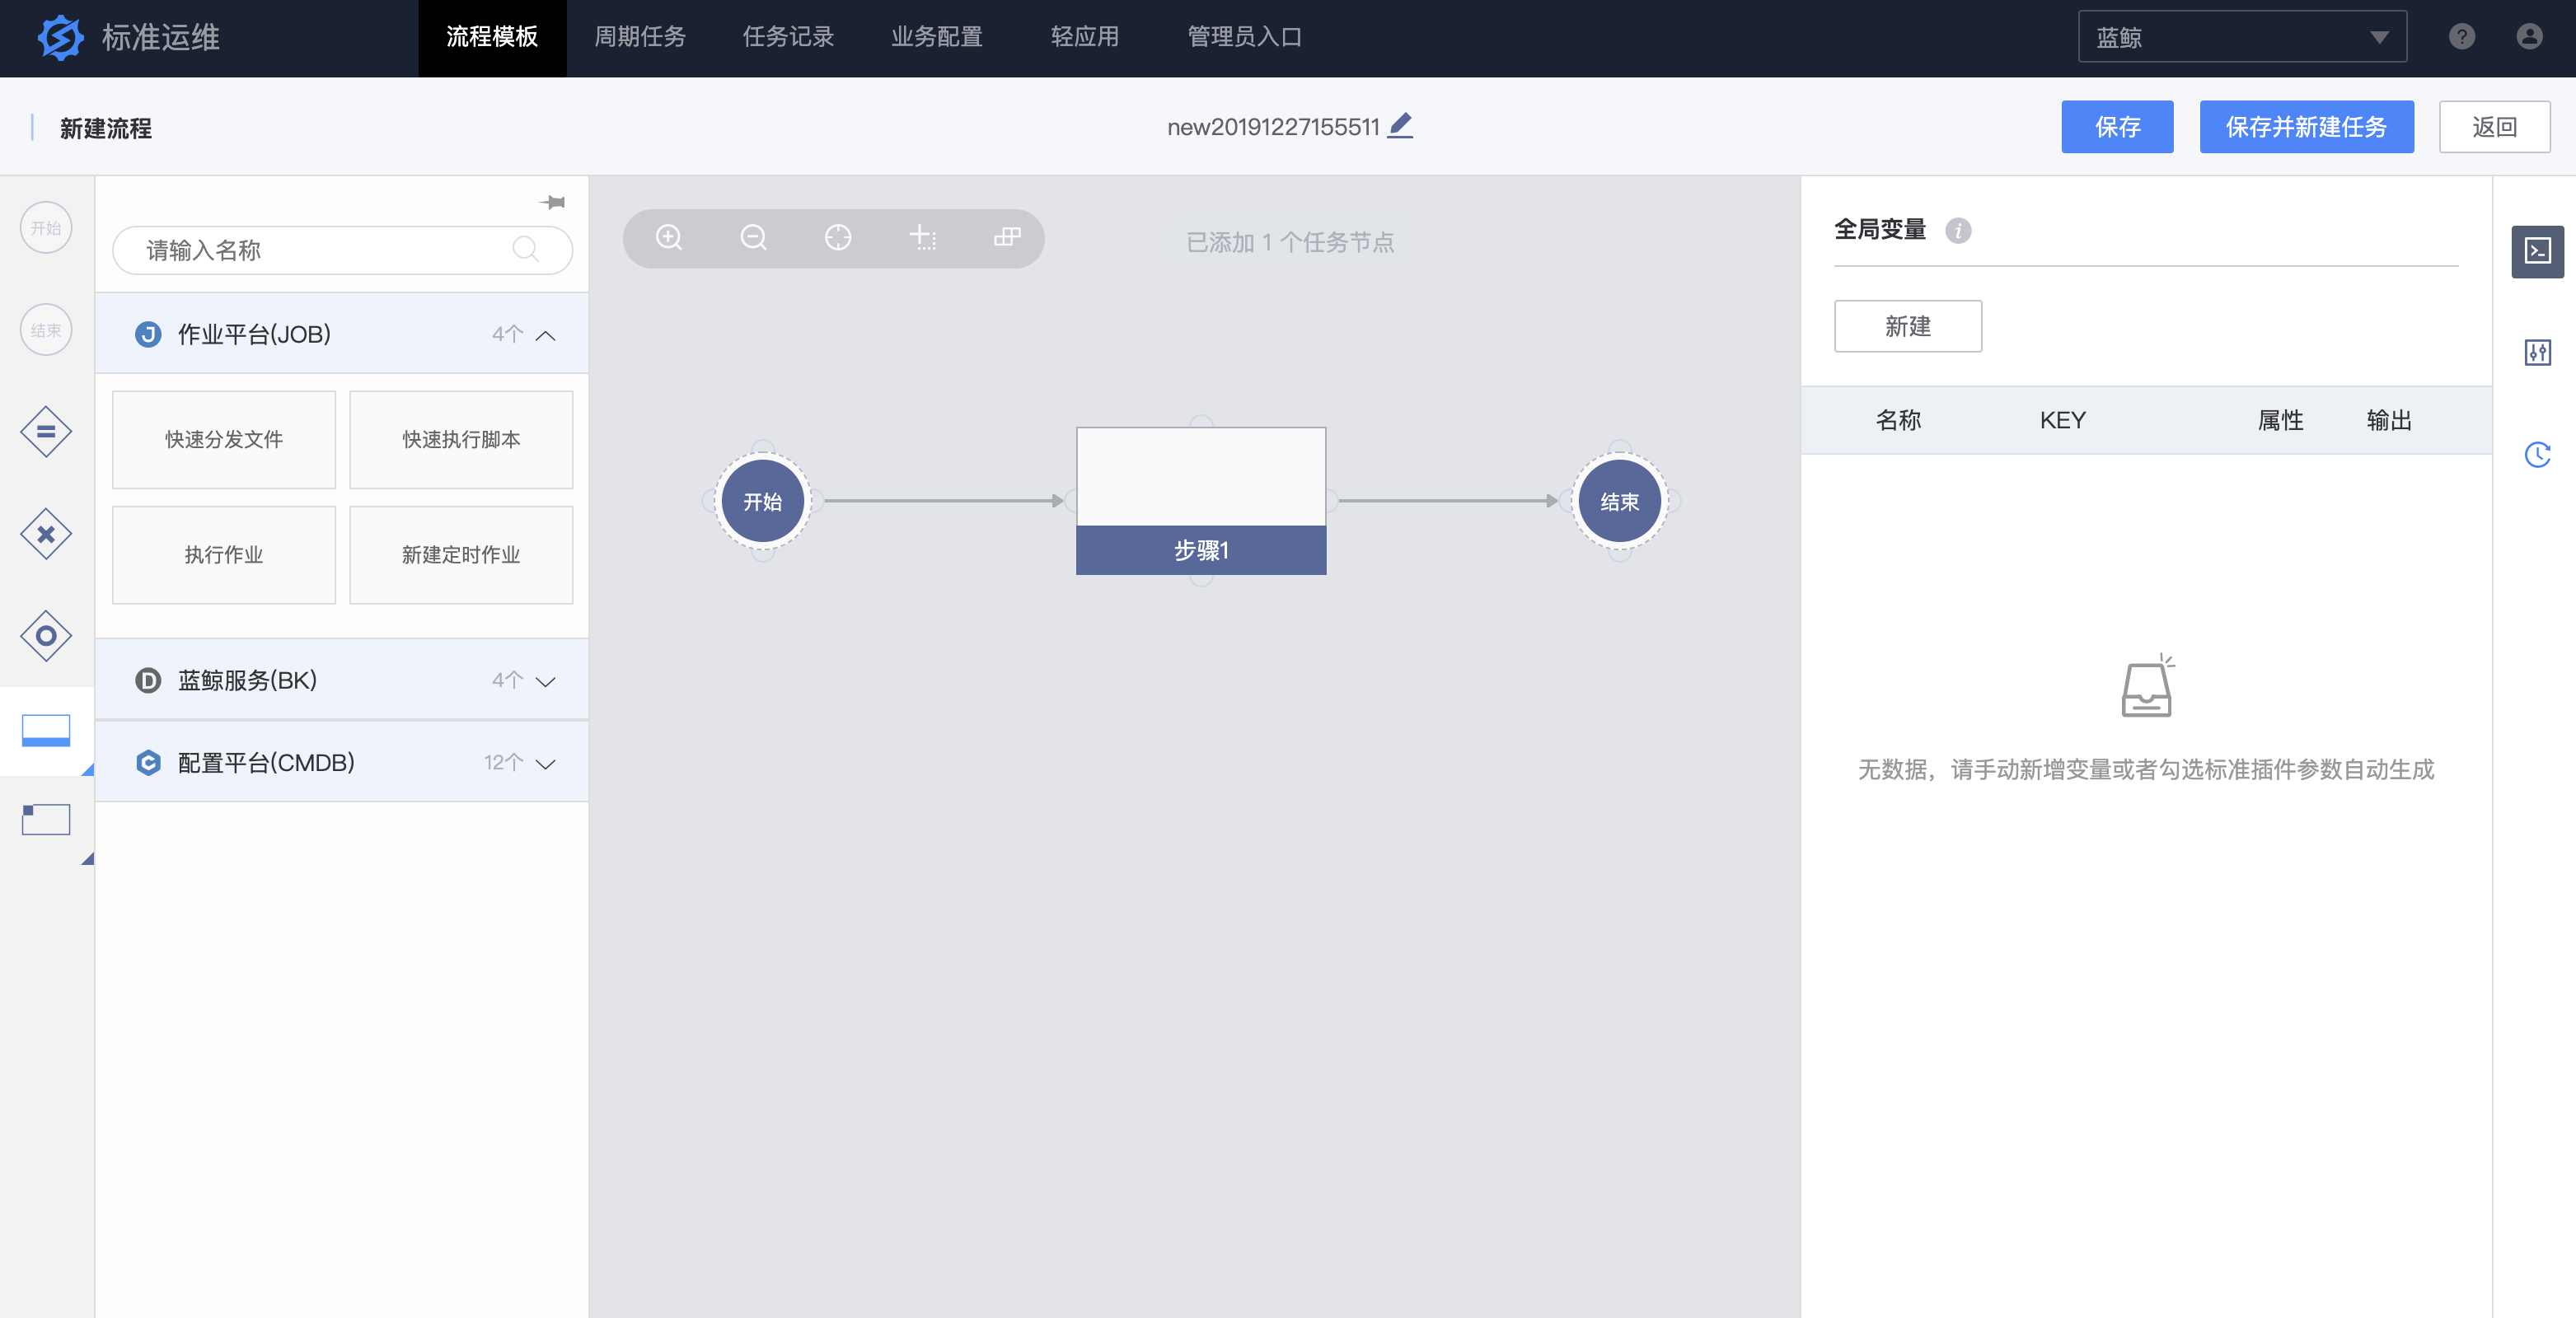 标准运维
流程模板
周期任务
任务记录
业务配置
轻应用
管理员入口
蓝鲸
新建流程
new20191227155511
保存
保存并新建任务
返回
开始
结束
请输入名称
作业平台(JOB)
4个
快速分发文件
快速执行脚本
执行作业
新建定时作业
蓝鲸服务(BK)
4个
配置平台(CMDB)
12个
已添加 1 个任务节点
开始
步骤1
结束
全局变量
新建
名称
KEY
属性
输出
无数据，请手动新增变量或者勾选标准插件参数自动生成